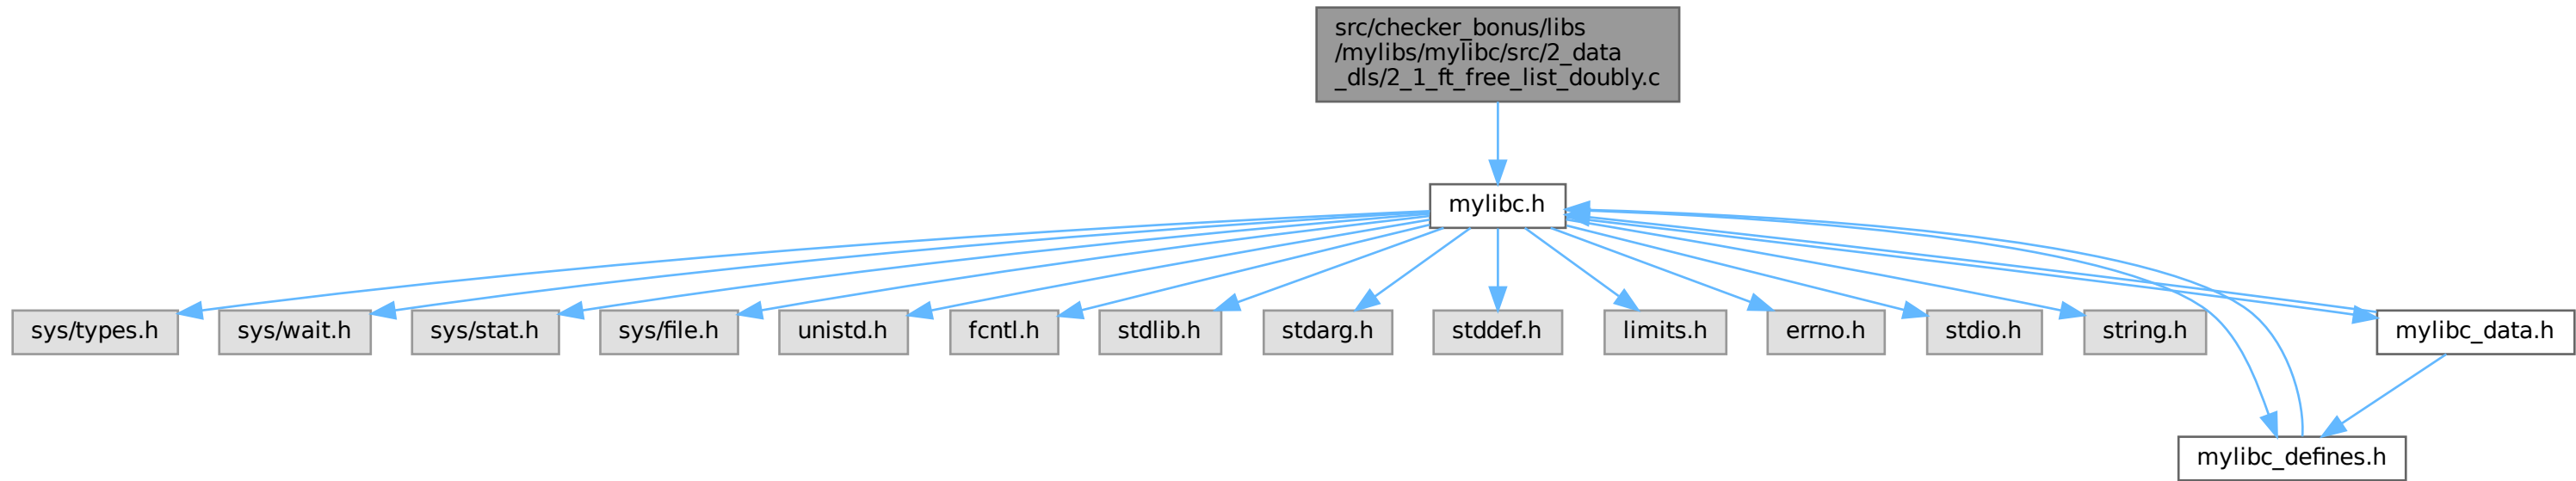 src/checker_bonus/libs
/mylibs/mylibc/src/2_data
_dls/2_1_ft_free_list_doubly.c
mylibc.h
sys/types.h
sys/wait.h
sys/stat.h
sys/file.h
unistd.h
fcntl.h
stdlib.h
stdarg.h
stddef.h
limits.h
errno.h
stdio.h
string.h
mylibc_data.h
mylibc_defines.h